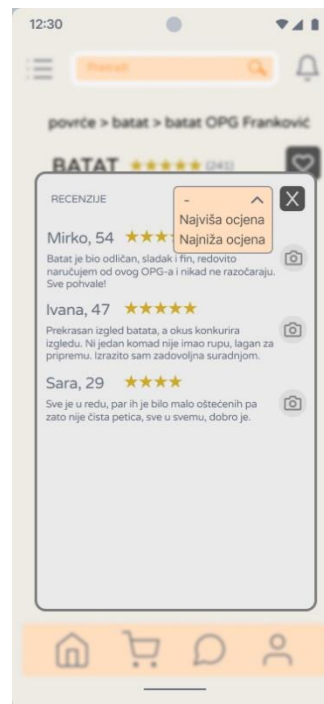 12:30
Pretraži
povrće > batat > batat OPG Franković
BATAT (241)
RECENZIJE
-
X
Najviša ocjena
Najniža ocjena
Mirko, 54
Batat je bio odličan, sladak i fin, redovito
naručujem od ovog OPG-a i nikad ne razočaraju.
Sve pohvale!
Ivana, 47
Prekrasan izgled batata, a okus konkurira
izgledu. Ni jedan komad nije imao rupu, lagan za
pripremu. Izrazito sam zadovoljna suradnjom.
Sara, 29
Sve je u redu, par ih je bilo malo oštećenih pa
zato nije čista petica, sve u svemu, dobro je.